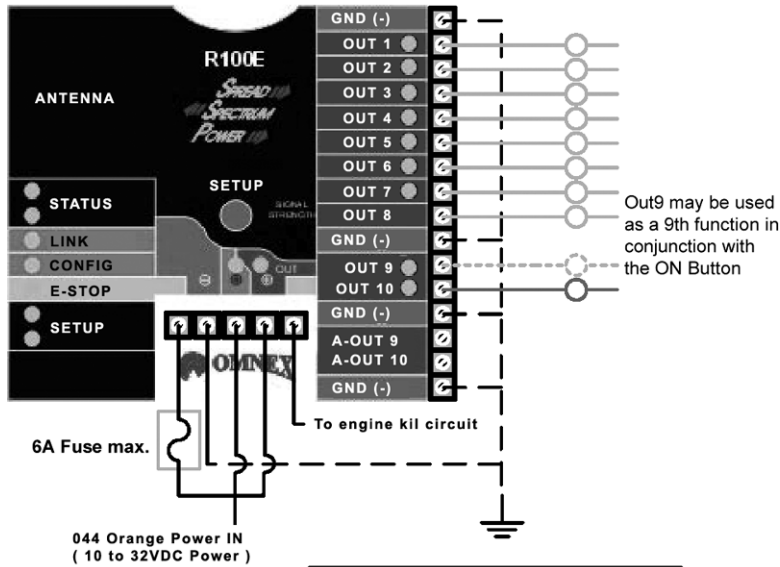 GND (-)
OUT 1
OUT 2
OUT 3
OUT 4
OUT 5
OUT 6
OUT 7
OUT 8
GND (-)
OUT 9
OUT 10
GND (-)
A-OUT 9
A-OUT 10
GND (-)
R100E
SPREAD
SPECTRUM
POWER
ANTENNA
SETUP
SIGNAL
STRENGTH
OUT
STATUS
LINK
CONFIG
E-STOP
SETUP
OMNEX
Out9 may be used
as a 9th function in
conjunction with
the ON Button
To engine kil circuit
6A Fuse max.
044 Orange Power IN
( 10 to 32VDC Power )